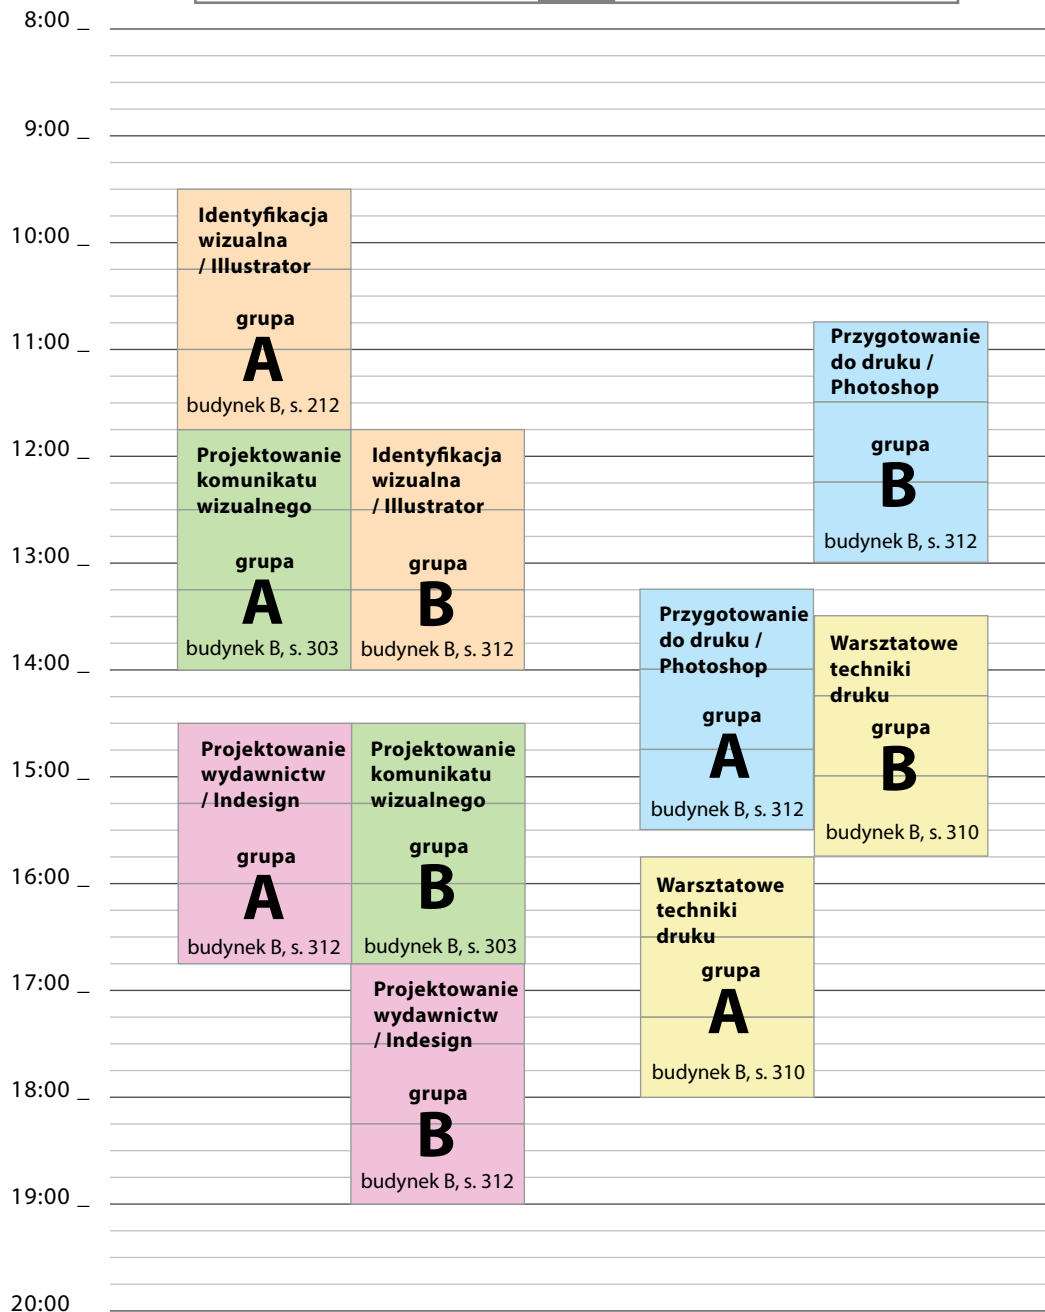 8:00 _
9:00 _
10:00 _
11:00 _
12:00 _
13:00 _
14:00 _
15:00 _
16:00 _
17:00 _
18:00 _
19:00 _
20:00
Identyfikacja
wizualna
/ Illustrator
grupa
A
budynek B, s. 212
Projektowanie
komunikatu
wizualnego
grupa
A
budynek B, s. 303
Identyfikacja
wizualna
/ Illustrator
grupa
B
budynek B, s. 312
Projektowanie
wydawnictw
/ Indesign
grupa
A
budynek B, s. 312
Projektowanie
komunikatu
wizualnego
grupa
B
budynek B, s. 303
Projektowanie
wydawnictw
/ Indesign
grupa
B
budynek B, s. 312
Przygotowanie
do druku /
Photoshop
grupa
B
budynek B, s. 312
Przygotowanie
do druku /
Photoshop
grupa
A
budynek B, s. 312
Warsztatowe
techniki
druku
grupa
B
budynek B, s. 310
Warsztatowe
techniki
druku
grupa
A
budynek B, s. 310